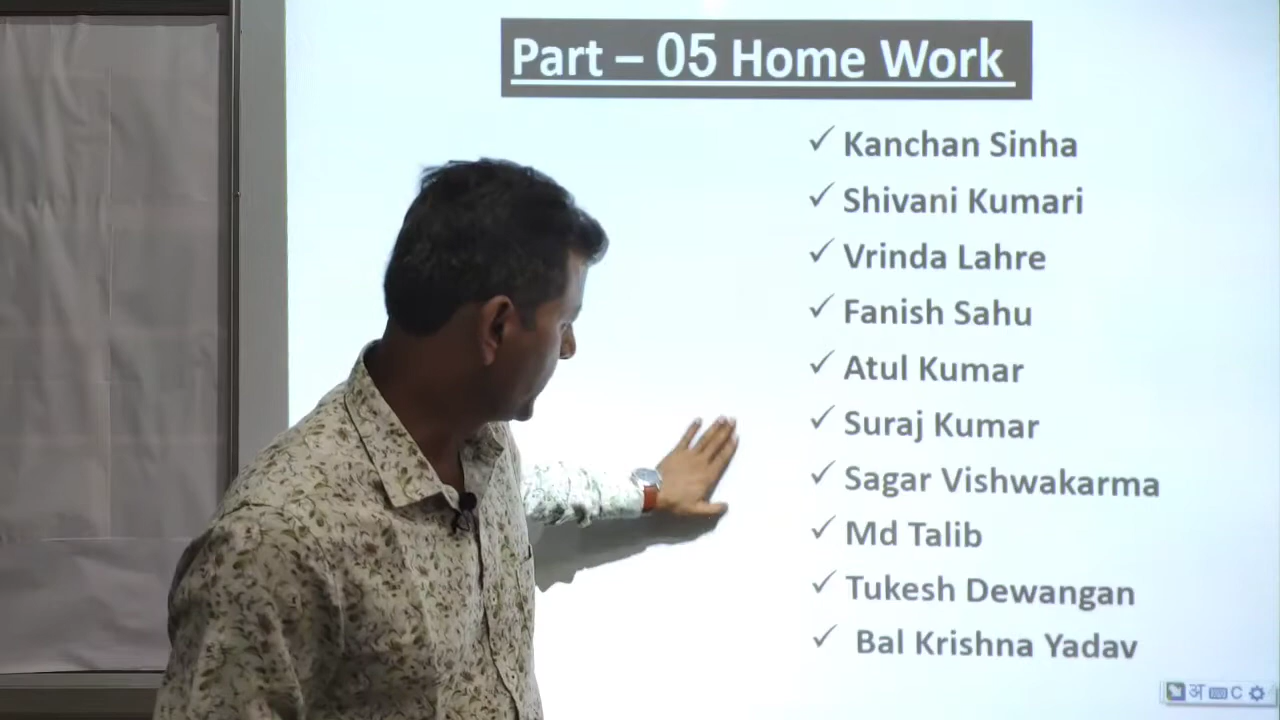 Part – 05 Home Work
✓ Kanchan Sinha
✓ Shivani Kumari
✓ Vrinda Lahre
✓ Fanish Sahu
✓ Atul Kumar
✓ Suraj Kumar
✓ Sagar Vishwakarma
✓ Md Talib
✓ Tukesh Dewangan
✓ Bal Krishna Yadav
अ C